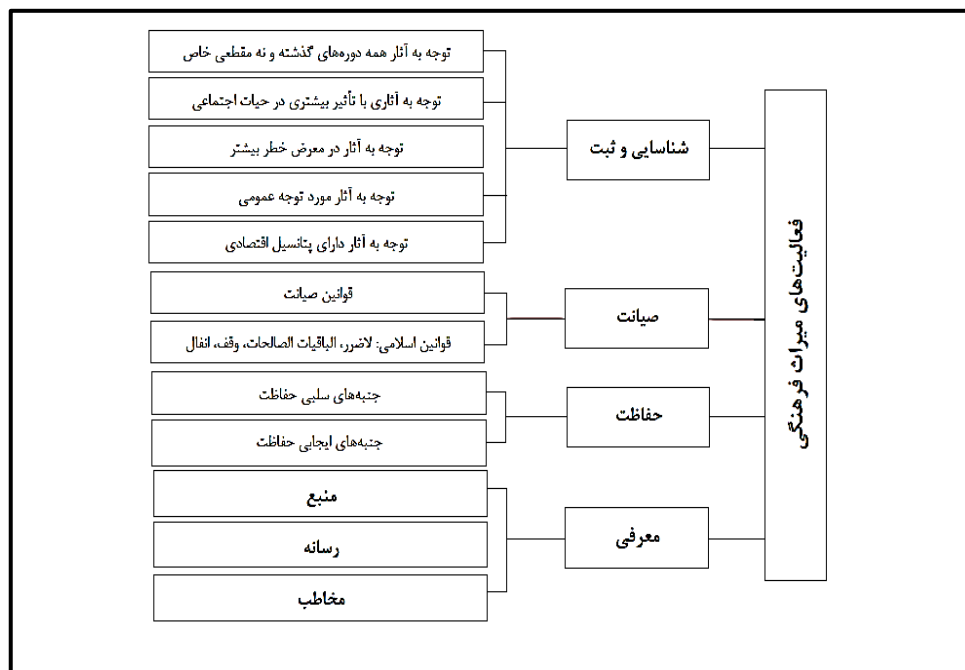 فعالیت‌های میراث فرهنگی
شناسایی و ثبت
توجه به آثار همه دوره‌های گذشته و نه مقطعی خاص
توجه به آثاری با تأثیر بیشتری در حیات اجتماعی
توجه به آثار در معرض خطر بیشتر
توجه به آثار مورد توجه عمومی
توجه به آثار دارای پتانسیل اقتصادی
صیانت
قوانین صیانت
قوانین اسلامی: لاضرر، الباقیات الصالحات، وقف، انفال
حفاظت
جنبه‌های سلبی حفاظت
جنبه‌های ایجابی حفاظت
معرفی
منبع
رسانه
مخاطب